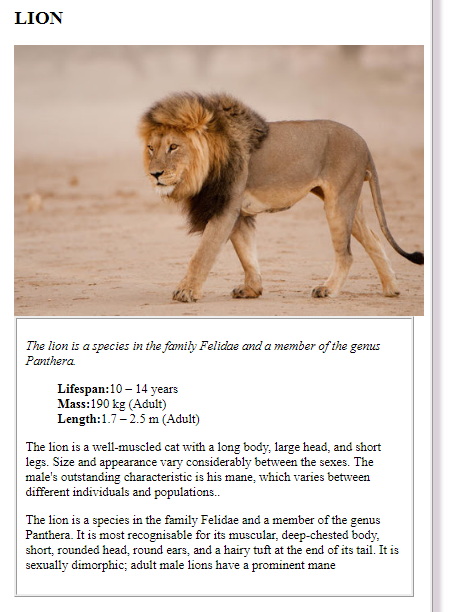 LION
The lion is a species in the family Felidae and a member of the genus
Panthera.
Lifespan:10 – 14 years
Mass:190 kg (Adult)
Length:1.7 – 2.5 m (Adult)
The lion is a well-muscled cat with a long body, large head, and short
legs. Size and appearance vary considerably between the sexes. The
male's outstanding characteristic is his mane, which varies between
different individuals and populations..
The lion is a species in the family Felidae and a member of the genus
Panthera. It is most recognisable for its muscular, deep-chested body,
short, rounded head, round ears, and a hairy tuft at the end of its tail. It is
sexually dimorphic; adult male lions have a prominent mane